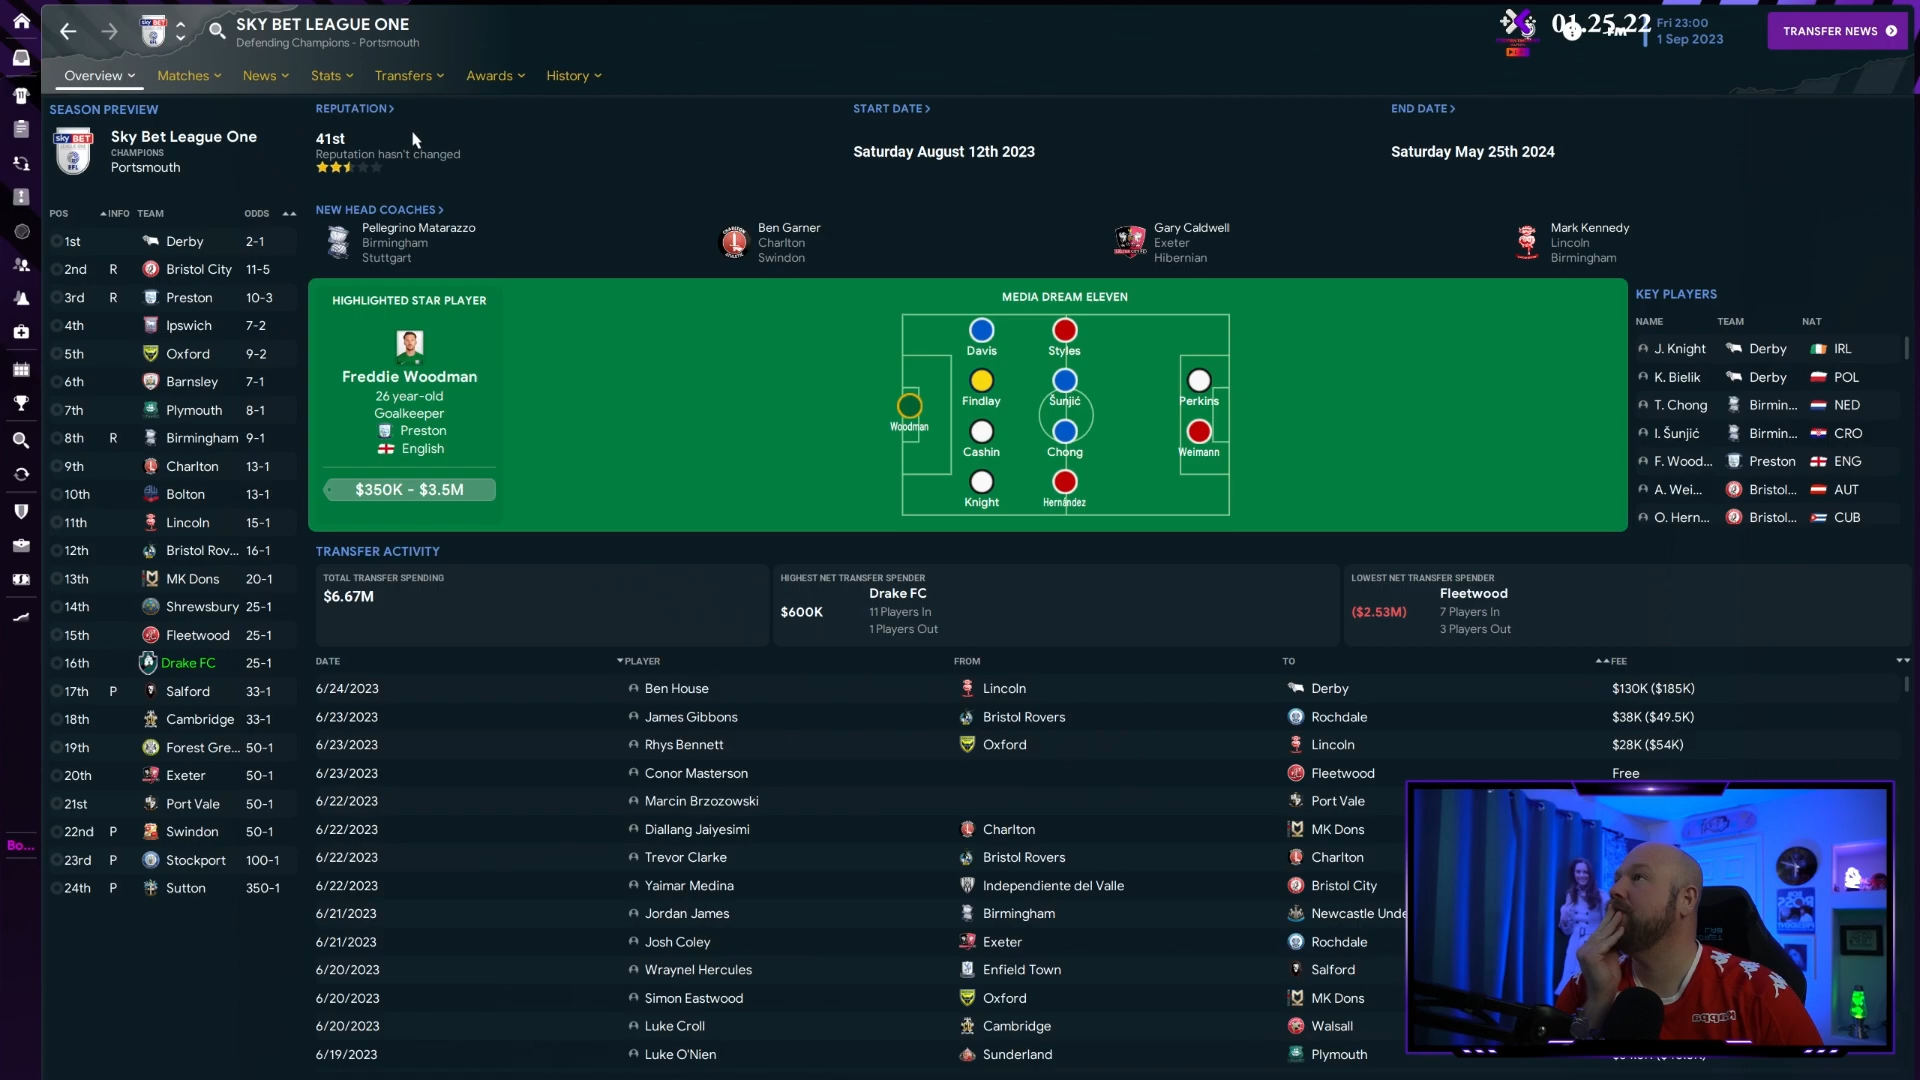 SKY BET LEAGUE ONE
Defending Champions - Portsmouth
01.25.22
FM
Fri 23:00
1 Sep 2023
TRANSFER NEWS
Overview Matches News Stats Transfers Awards History
SEASON PREVIEW
Sky Bet League One
CHAMPIONS
Portsmouth
REPUTATION
41st
Reputation hasn't changed
START DATE
Saturday August 12th 2023
END DATE
Saturday May 25th 2024
NEW HEAD COACHES
Pellegrino Matarazzo
Birmingham
Stuttgart
Ben Garner
Charlton
Swindon
Gary Caldwell
Exeter
Hibernian
Mark Kennedy
Lincoln
Birmingham
POS INFO TEAM ODDS
1st Derby 2-1
2nd R Bristol City 11-5
3rd R Preston 10-3
4th Ipswich 7-2
5th Oxford 9-2
6th Barnsley 7-1
7th Plymouth 8-1
8th R Birmingham 9-1
9th Charlton 13-1
10th Bolton 13-1
11th Lincoln 15-1
12th Bristol Rov... 16-1
13th MK Dons 20-1
14th Shrewsbury 25-1
15th Fleetwood 25-1
16th Drake FC 25-1
17th P Salford 33-1
18th Cambridge 33-1
19th Forest Gre... 50-1
20th Exeter 50-1
21st Port Vale 50-1
22nd P Swindon 50-1
23rd P Stockport 100-1
24th P Sutton 350-1
Bo...
HIGHLIGHTED STAR PLAYER
Freddie Woodman
26 year-old
Goalkeeper
Preston
English
$350K - $3.5M
MEDIA DREAM ELEVEN
Davis Styles
Findlay Šunjić Perkins
Woodman
Cashin Chong Weimann
Knight Hernández
KEY PLAYERS
NAME TEAM NAT
J. Knight Derby IRL
K. Bielik Derby POL
T. Chong Birmin... NED
I. Šunjić Birmin... CRO
F. Wood... Preston ENG
A. Wei... Bristol... AUT
O. Hern... Bristol... CUB
TRANSFER ACTIVITY
TOTAL TRANSFER SPENDING
$6.67M
HIGHEST NET TRANSFER SPENDER
Drake FC
$600K
11 Players In
1 Players Out
LOWEST NET TRANSFER SPENDER
Fleetwood
($2.53M)
7 Players In
3 Players Out
DATE PLAYER FROM TO FEE
6/24/2023 Ben House Lincoln Derby $130K ($185K)
6/23/2023 James Gibbons Bristol Rovers Rochdale $38K ($49.5K)
6/23/2023 Rhys Bennett Oxford Lincoln $28K ($54K)
6/23/2023 Conor Masterson Fleetwood Free
6/22/2023 Marcin Brzozowski Port Vale
6/22/2023 Diallang Jaiyesimi Charlton MK Dons
6/22/2023 Trevor Clarke Bristol Rovers Charlton
6/22/2023 Yaimar Medina Independiente del Valle Bristol City
6/21/2023 Jordan James Birmingham Newcastle Unde
6/21/2023 Josh Coley Exeter Rochdale
6/20/2023 Wraynel Hercules Enfield Town Salford
6/20/2023 Simon Eastwood Oxford MK Dons
6/20/2023 Luke Croll Cambridge Walsall
6/19/2023 Luke O'Nien Sunderland Plymouth